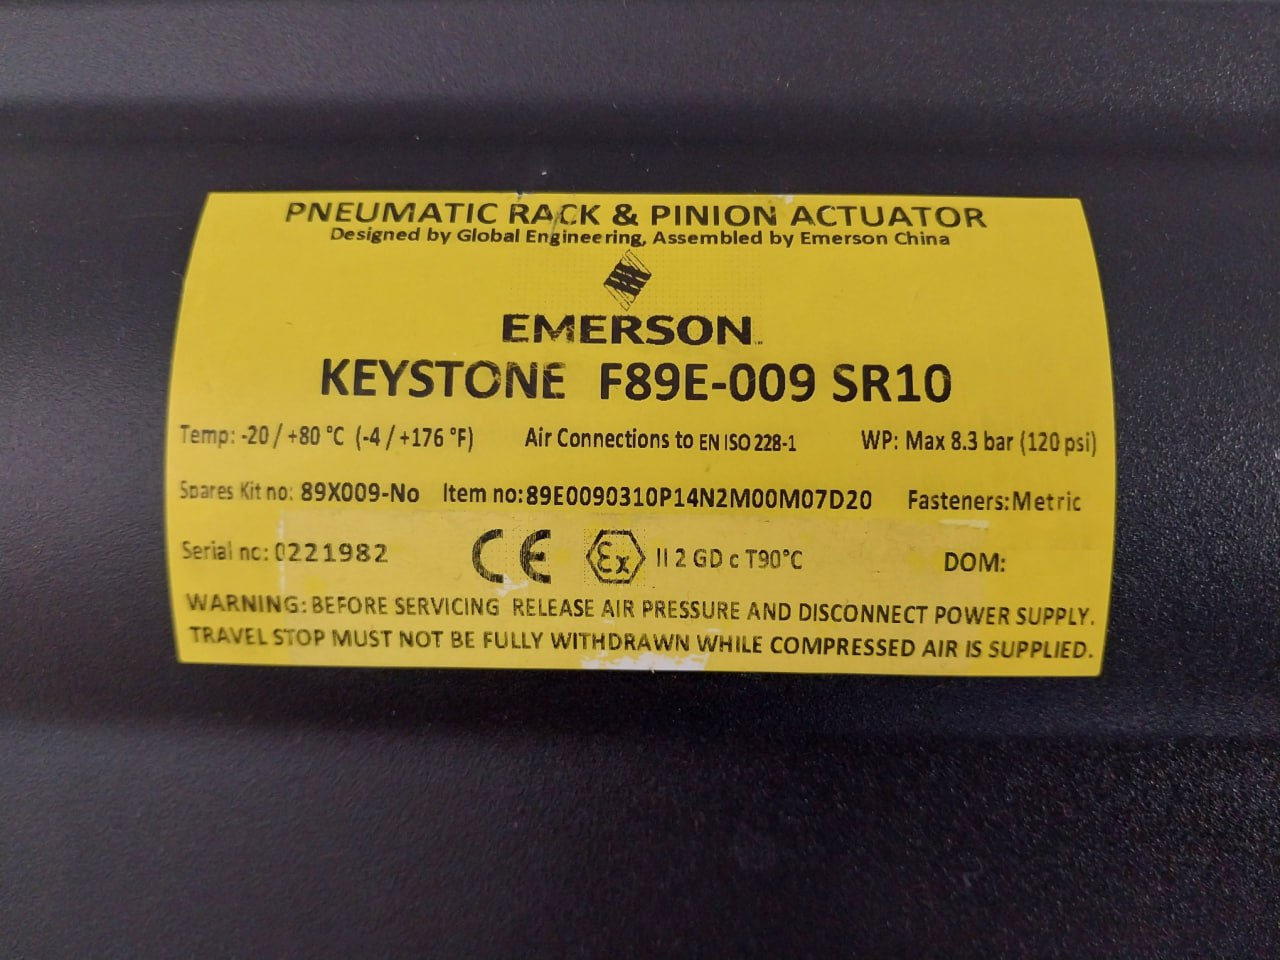 PNEUMATIC RACK & PINION ACTUATOR
Designed by Global Engineering, Assembled by Emerson China
EMERSON™
KEYSTONE F89E-009 SR10
Temp: -20 / +80 °C (-4 / +176 °F) Air Connections to EN ISO 228-1 WP: Max 8.3 bar (120 psi)
Spares Kit no: 89X009-No Item no:89E0090310P14N2M00M07D20 Fasteners:Metric
Serial no: 0221982 CE Ex II 2 GD c T90°C DOM:
WARNING: BEFORE SERVICING RELEASE AIR PRESSURE AND DISCONNECT POWER SUPPLY.
TRAVEL STOP MUST NOT BE FULLY WITHDRAWN WHILE COMPRESSED AIR IS SUPPLIED.